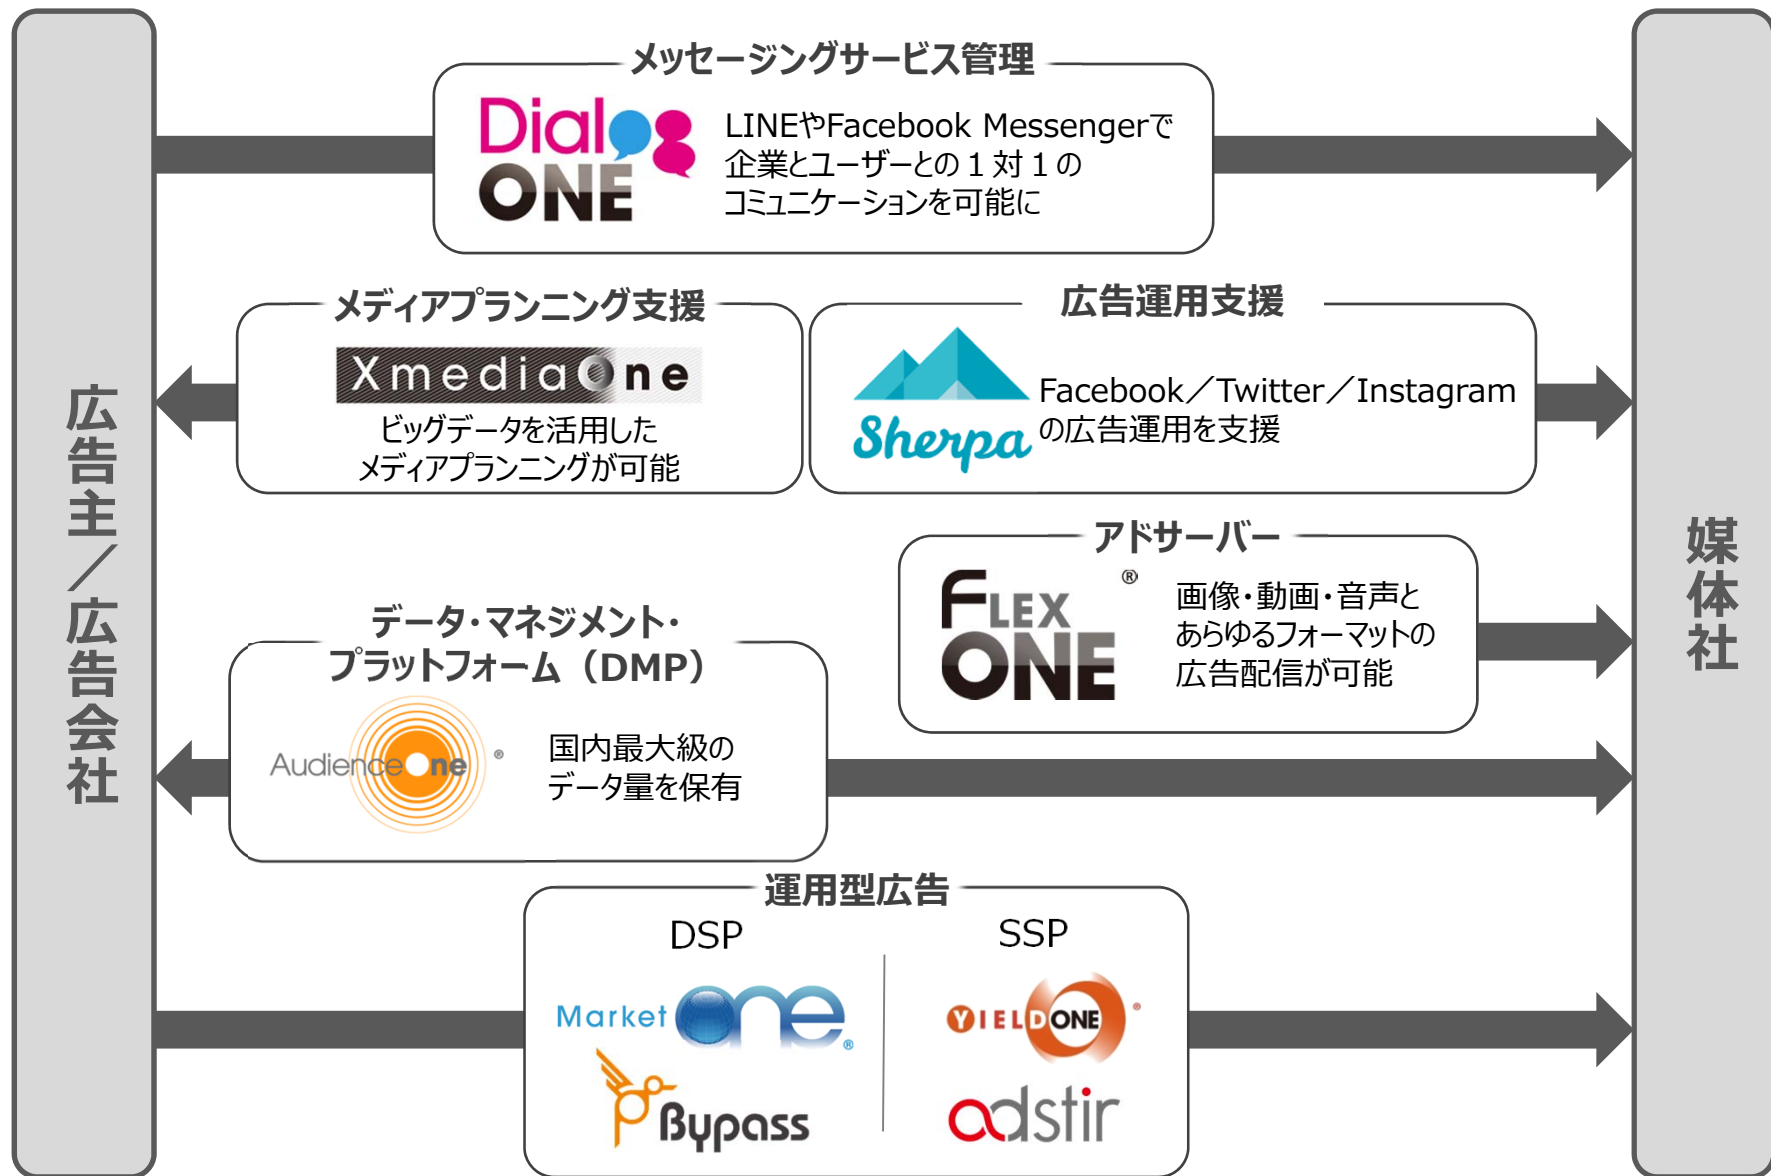 広告主／広告会社
メッセージングサービス管理
Dialog
ONE
LINEやFacebook Messengerで
企業とユーザーとの１対１の
コミュニケーションを可能に
メディアプランニング支援
XmediaOne
ビッグデータを活用した
メディアプランニングが可能
広告運用支援
Sherpa
Facebook／Twitter／Instagram
の広告運用を支援
アドサーバー
FLEX
ONE
®
画像・動画・音声と
あらゆるフォーマットの
広告配信が可能
データ・マネジメント・
プラットフォーム（DMP）
AudienceOne ®
国内最大級の
データ量を保有
運用型広告
DSP
Market one ®
Bypass
SSP
YIELD ONE ®
adstir
媒体社